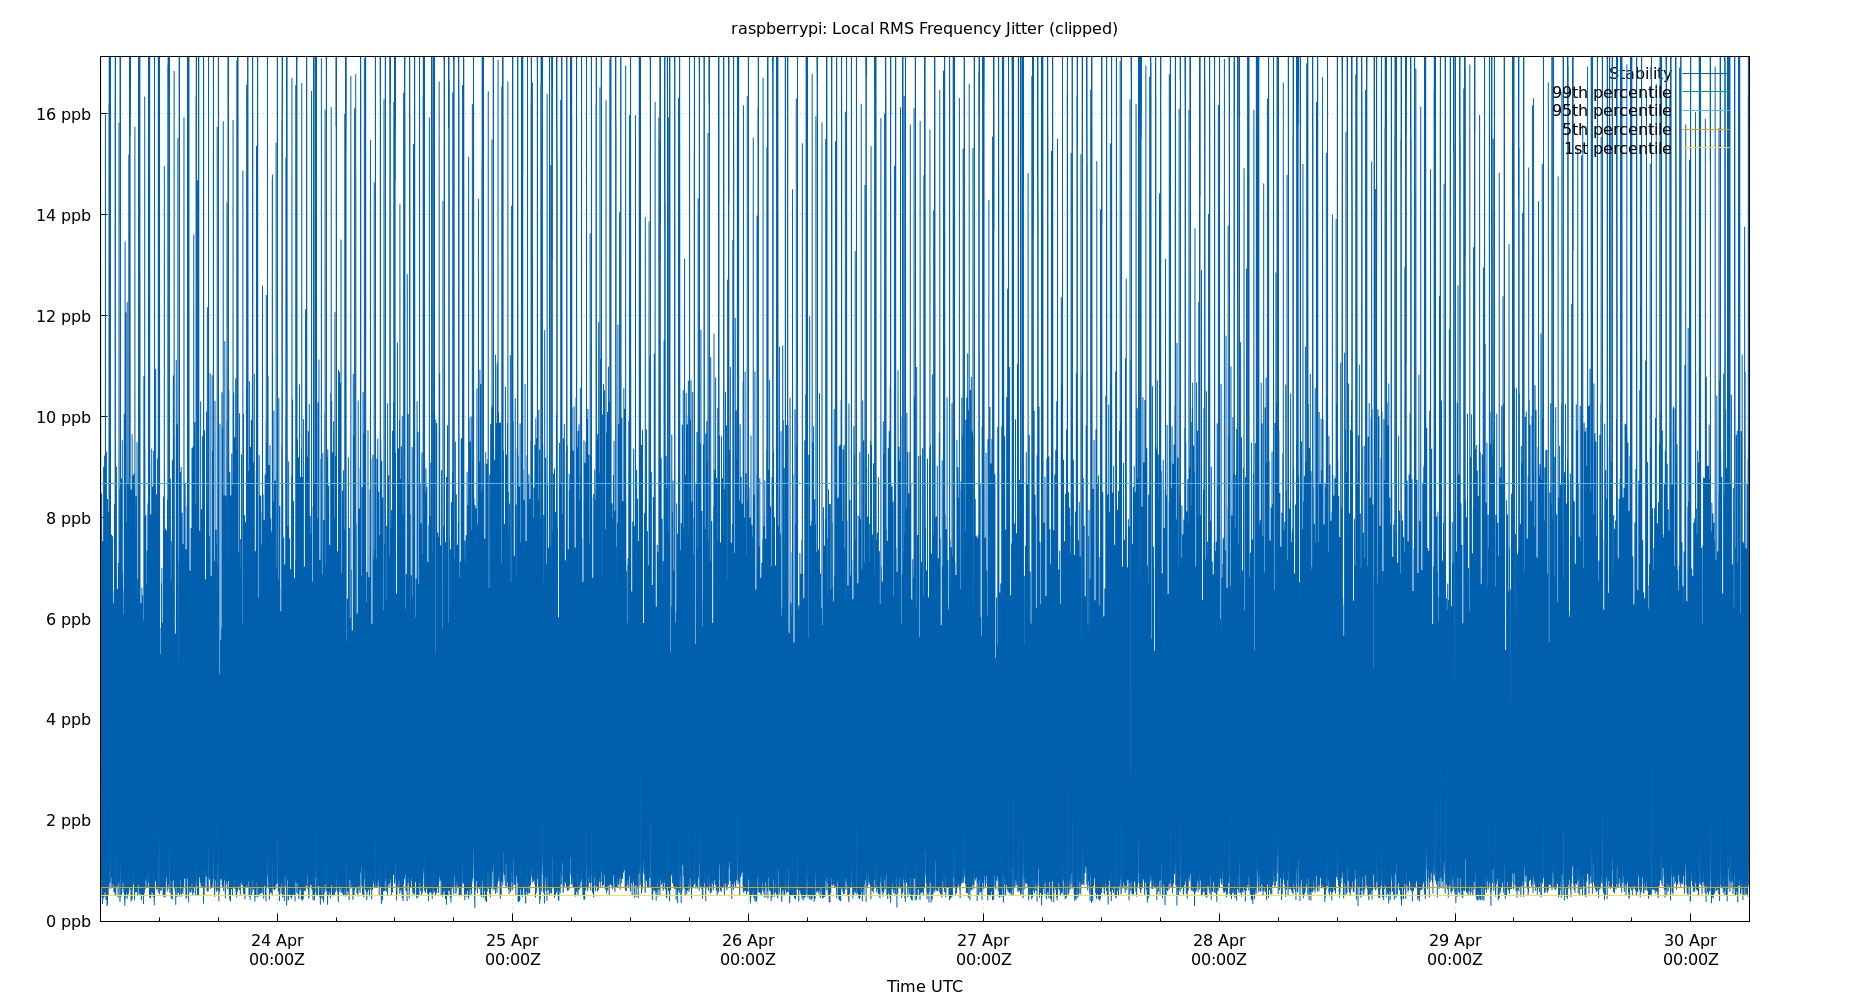 raspberrypi: Local RMS Frequency Jitter (clipped)
Stability
99th percentile
95th percentile
5th percentile
1st percentile
16 ppb
14 ppb
12 ppb
10 ppb
8 ppb
6 ppb
4 ppb
2 ppb
0 ppb
24 Apr 25 Apr 26 Apr 27 Apr 28 Apr 29 Apr 30 Apr
00:00Z 00:00Z 00:00Z 00:00Z 00:00Z 00:00Z 00:00Z
Time UTC